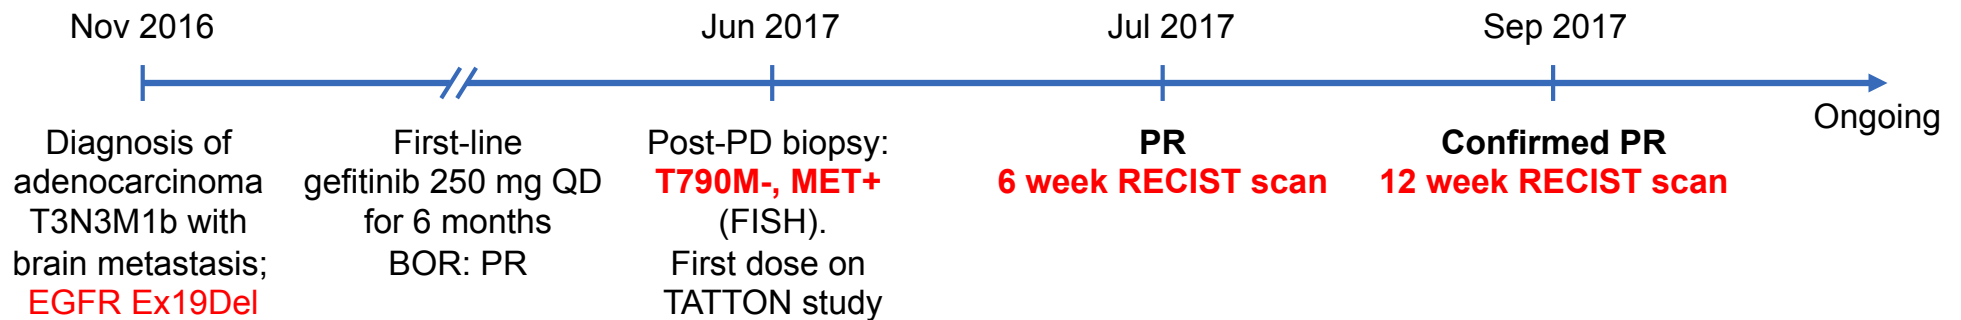 Nov 2016
Jun 2017
Jul 2017
Sep 2017
Ongoing
Diagnosis of
adenocarcinoma
T3N3M1b with
brain metastasis;
EGFR Ex19Del
First-line
gefitinib 250 mg QD
for 6 months
BOR: PR
Post-PD biopsy:
T790M-, MET+
(FISH).
First dose on
TATTON study
PR
6 week RECIST scan
Confirmed PR
12 week RECIST scan